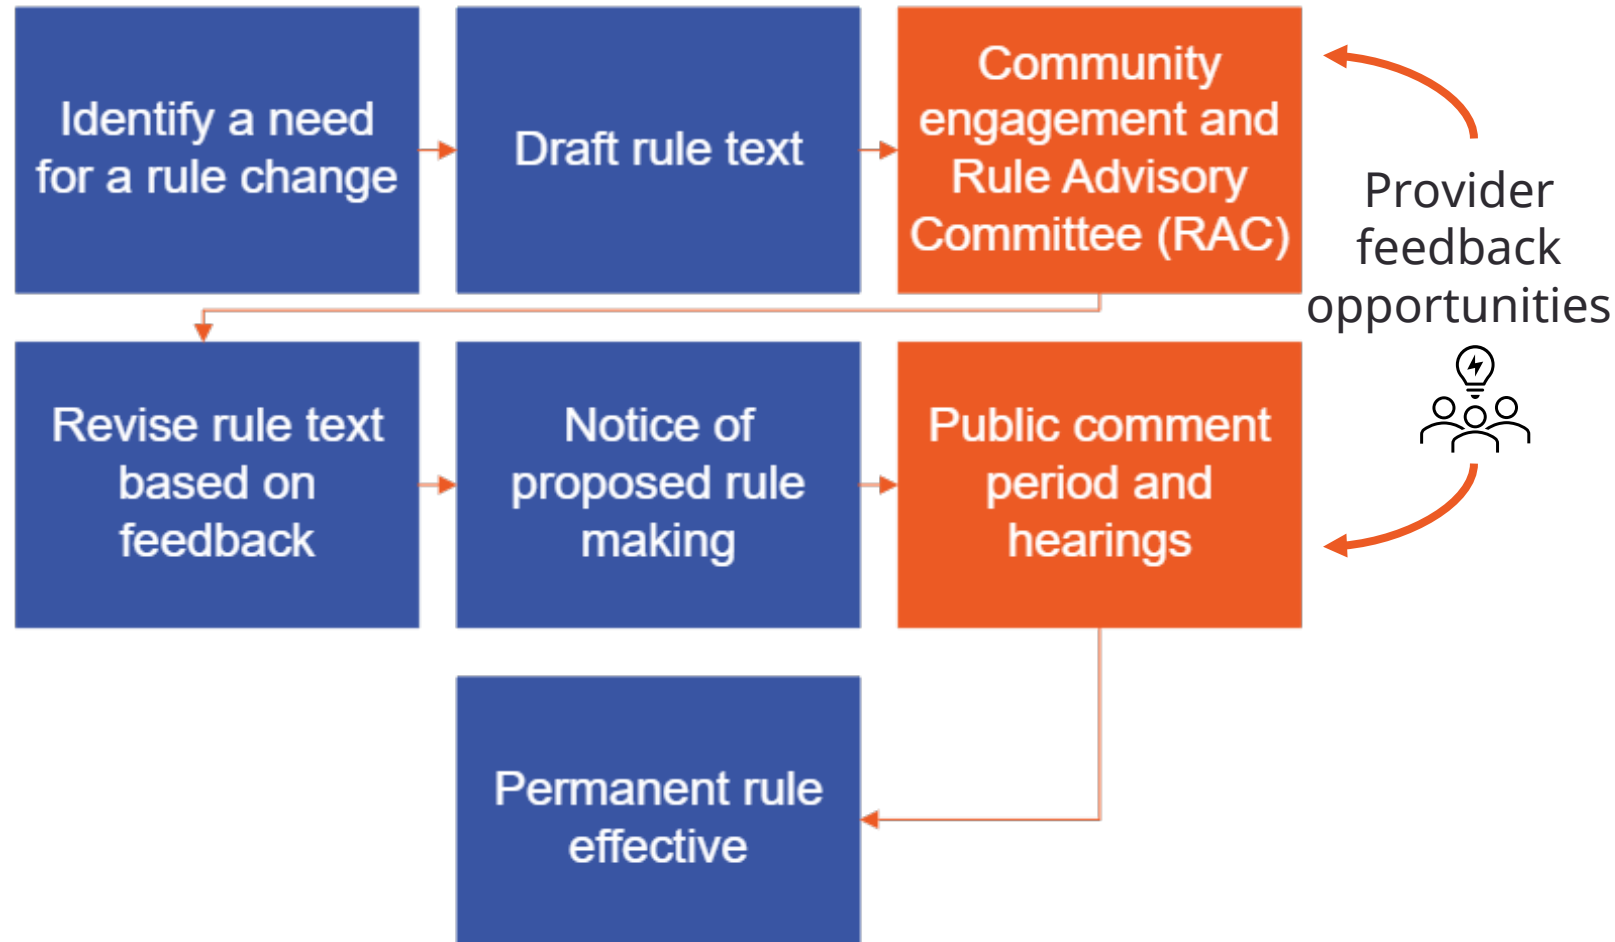 Identify a need
for a rule change
Draft rule text
Community
engagement and
Rule Advisory
Committee (RAC)
Provider
feedback
opportunities
Revise rule text
based on
feedback
Notice of
proposed rule
making
Public comment
period and
hearings
Permanent rule
effective